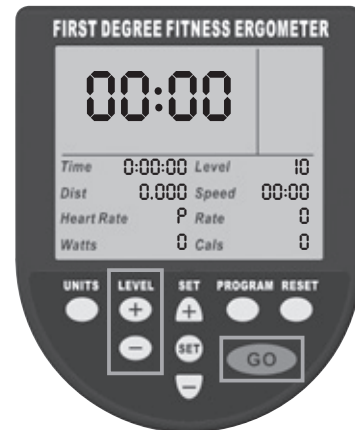 FIRST DEGREE FITNESS ERGOMETER
00:00
Time 0:00:00 Level 10
Dist 0.000 Speed 00:00
Heart Rate P Rate 0
Watts 0 Cals 0
UNITS LEVEL SET PROGRAM RESET
+ +
- SET GO
-